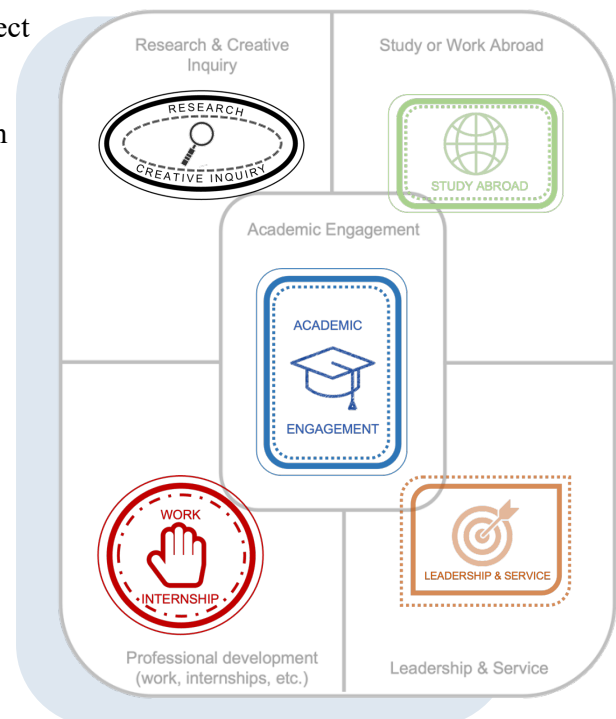 ect
n
Research & Creative
Inquiry
RESEARCH
CREATIVE INQUIRY
Study or Work Abroad
STUDY ABROAD
Academic Engagement
ACADEMIC
ENGAGEMENT
WORK
INTERNSHIP
Professional development
(work, internships, etc.)
LEADERSHIP & SERVICE
Leadership & Service